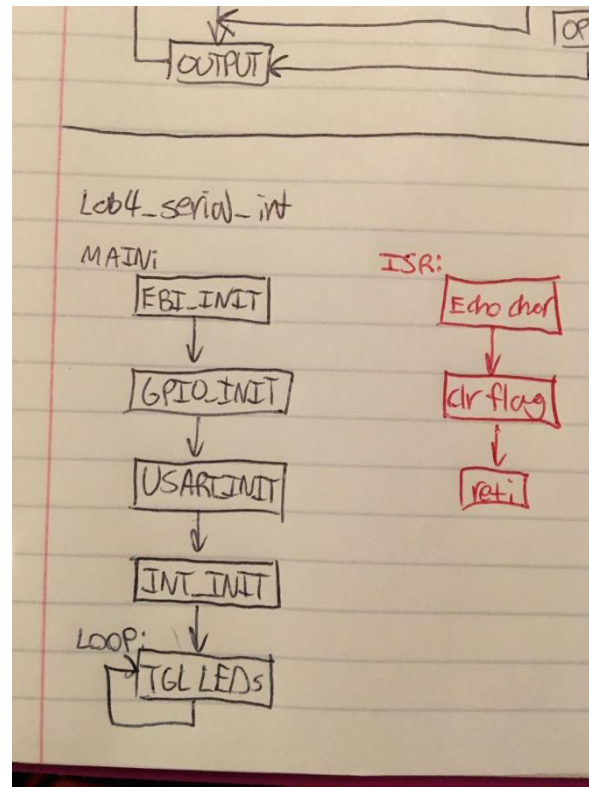 OP
OUTPUT
Lab4_serial_int
MAIN:
ISR:
EBI_INIT
Echo char
GPIO_INIT
clr flag
USART_INIT
reti
INT_INIT
LOOP:
TGL LEDs